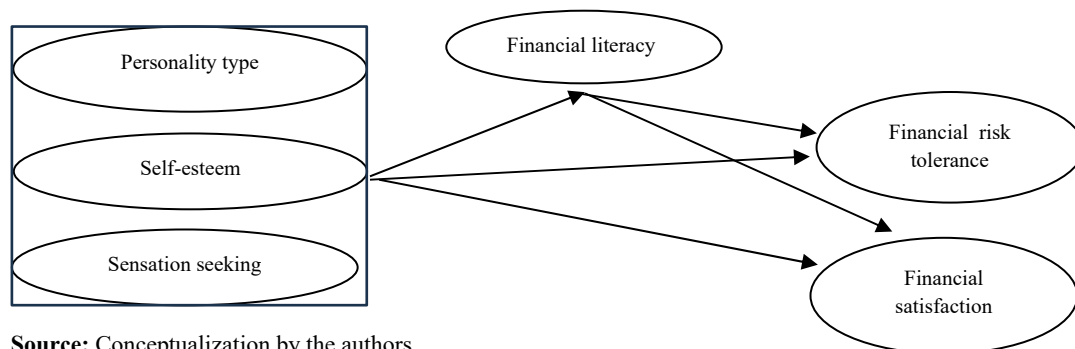 Personality type
Self-esteem
Sensation seeking
Financial literacy
Financial risk
tolerance
Financial
satisfaction
Source: Conceptualization by the authors